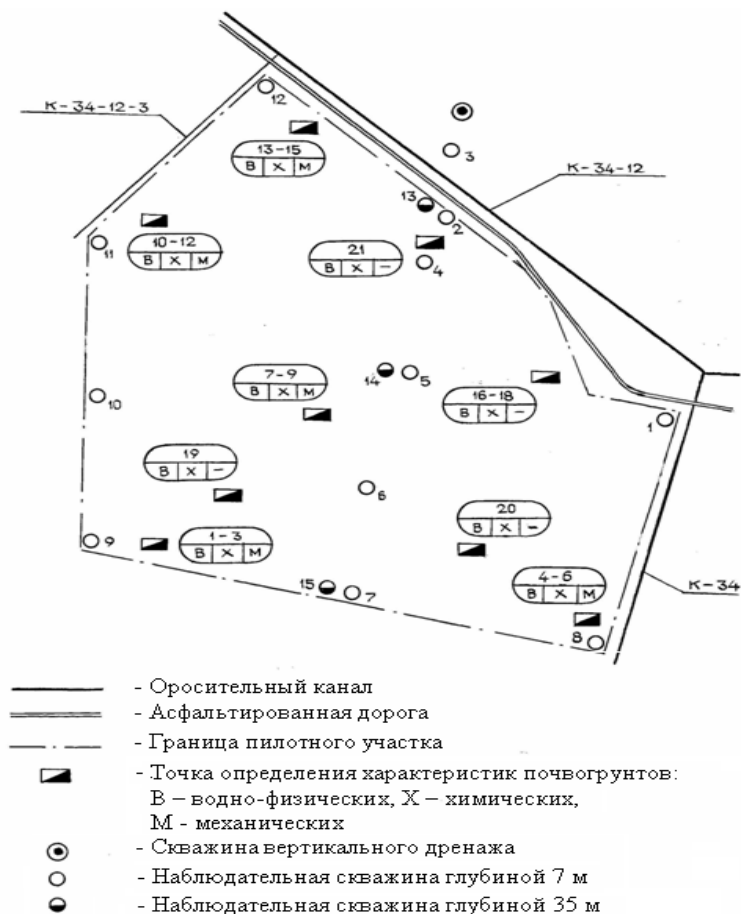 12
К-34-12-3
3
13-15
В Х М
К-34-12
13
2
11
10-12
В Х М
21
В Х —
4
7-9
В Х М
14
5
16-18
В Х —
10
1
19
В Х —
6
20
В Х —
9
1-3
В Х М
4-6
В Х М
15
7
К-34
8
- Оросительный канал
- Асфальтированная дорога
- Граница пилотного участка
- Точка определения характеристик почвогрунтов:
В – водно-физических, Х – химических,
М - механических
- Скважина вертикального дренажа
- Наблюдательная скважина глубиной 7 м
- Наблюдательная скважина глубиной 35 м